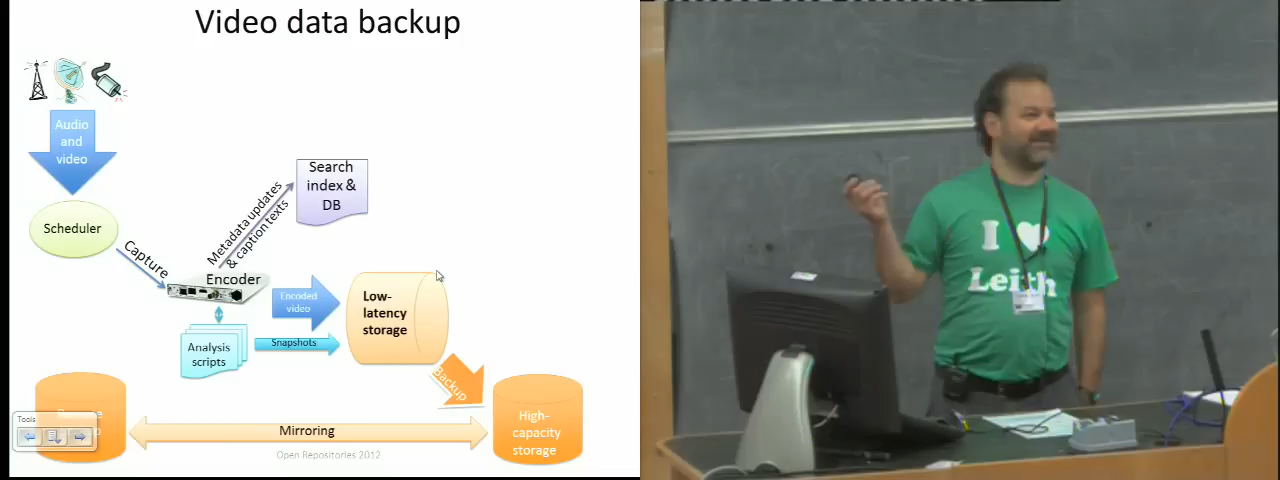 Video data backup
Audio
and
video
Search
index &
DB
Metadata updates
& caption texts
Scheduler
Capture
Encoder
Encoded
video
Low-
latency
storage
Analysis
scripts
Snapshots
Backup
Tools
Mirroring
High-
capacity
storage
Open Repositories 2012
I
Leith